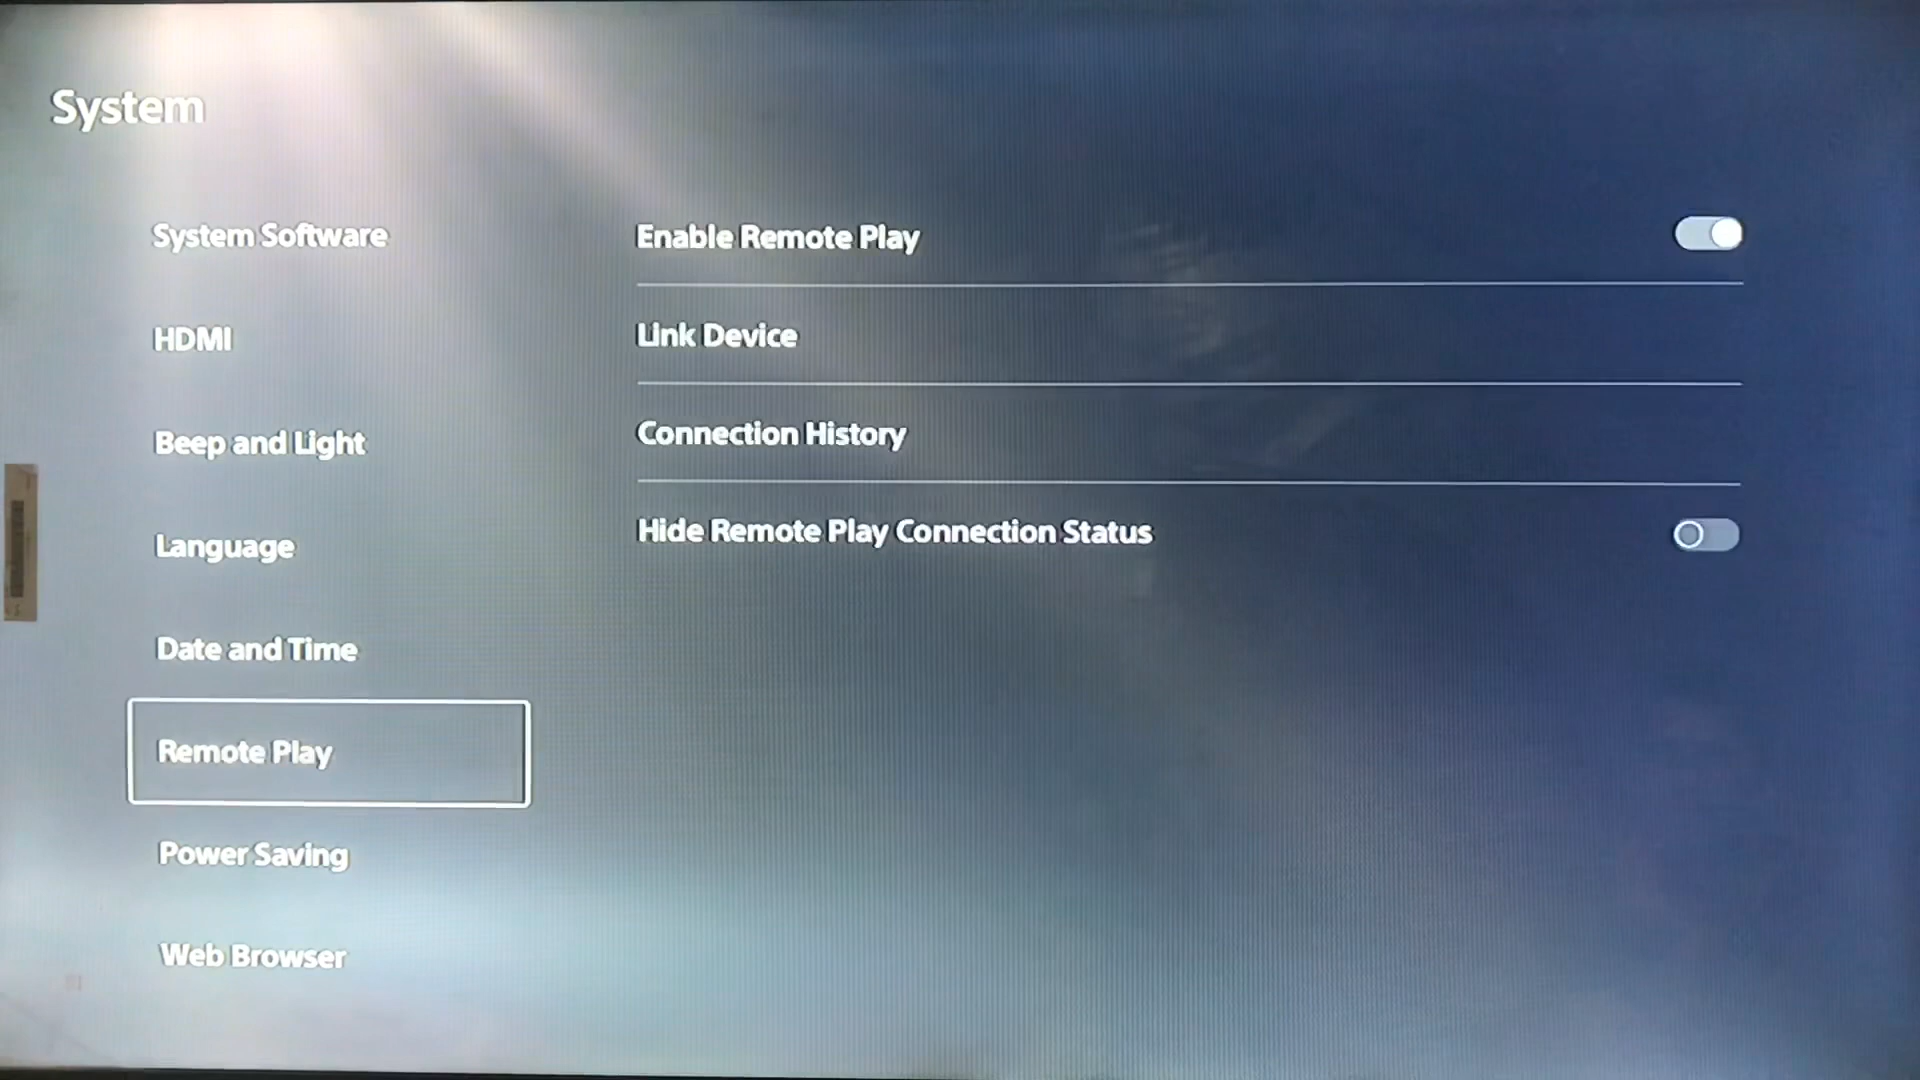 System
System Software
HDMI
Beep and Light
Language
Date and Time
Remote Play
Power Saving
Web Browser
Enable Remote Play
Link Device
Connection History
Hide Remote Play Connection Status